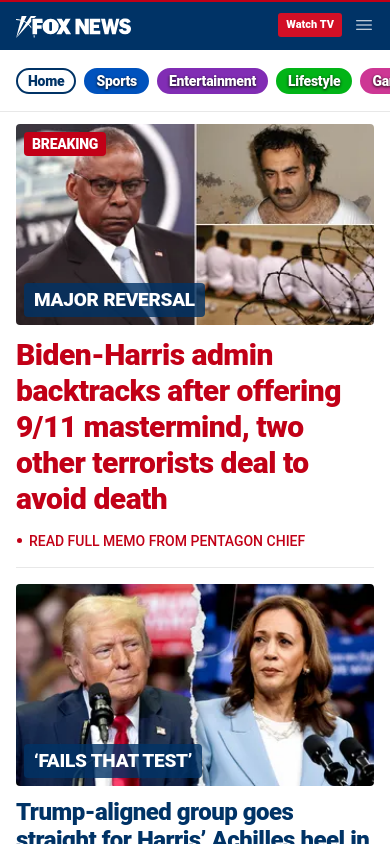 FOX NEWS
Watch TV
Home
Sports
Entertainment
Lifestyle
BREAKING
MAJOR REVERSAL
Biden-Harris admin
backtracks after offering
9/11 mastermind, two
other terrorists deal to
avoid death
• READ FULL MEMO FROM PENTAGON CHIEF
‘FAILS THAT TEST’
Trump-aligned group goes
straight for Harris’ Achilles heel in